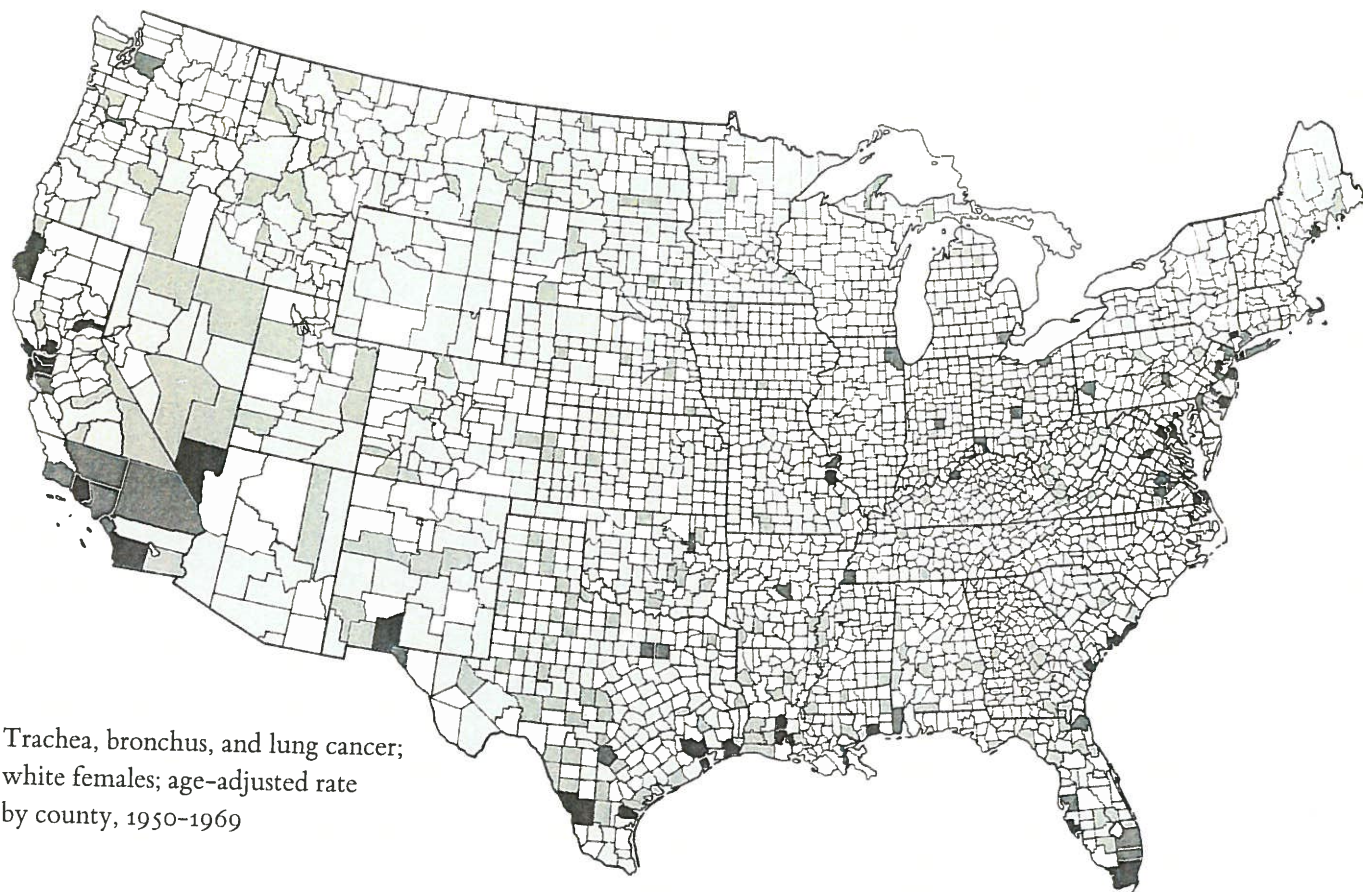 Trachea, bronchus, and lung cancer;
white females; age-adjusted rate
by county, 1950-1969